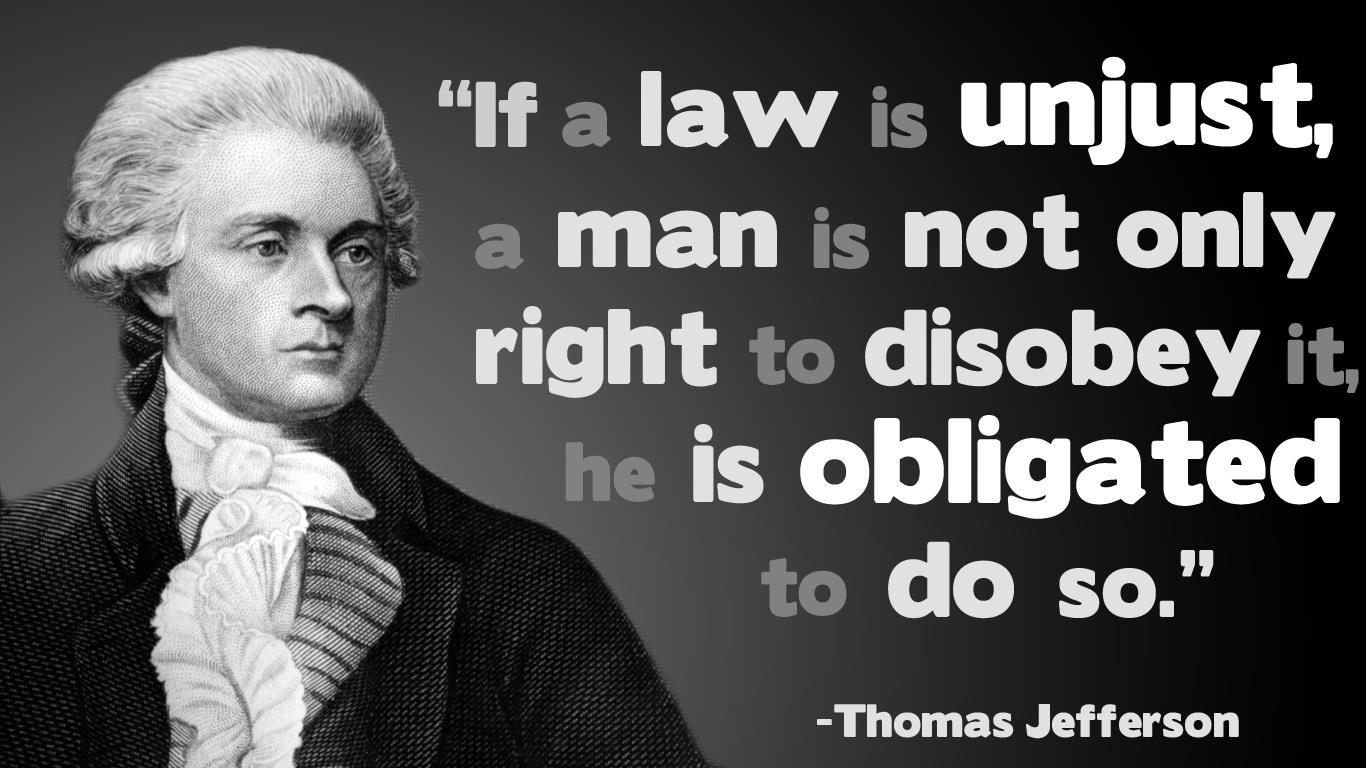 “If a law is unjust,
a man is not only
right to disobey it,
he is obligated
to do so.”
-Thomas Jefferson